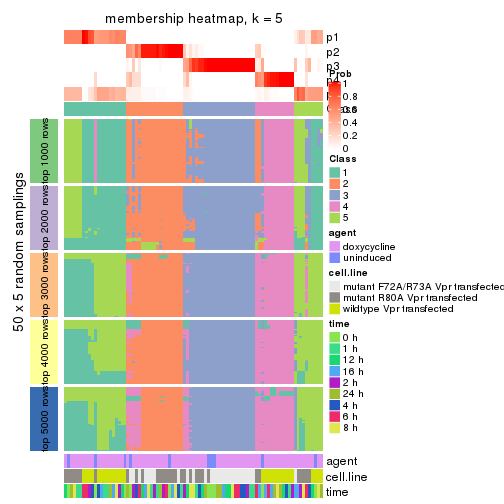 membership heatmap, k = 5
p1
p2
p3
p4
Prob
1
0.8
0.6
0.4
0.2
0
Class
1
2
3
4
5
agent
doxycycline
uninduced
cell.line
mutant F72A/R73A Vpr transfected
mutant R80A Vpr transfected
wildtype Vpr transfected
time
0 h
1 h
12 h
16 h
2 h
24 h
4 h
6 h
8 h
50 x 5 random samplings
top 1000 rows
top 2000 rows
top 3000 rows
top 4000 rows
top 5000 rows
agent
cell.line
time